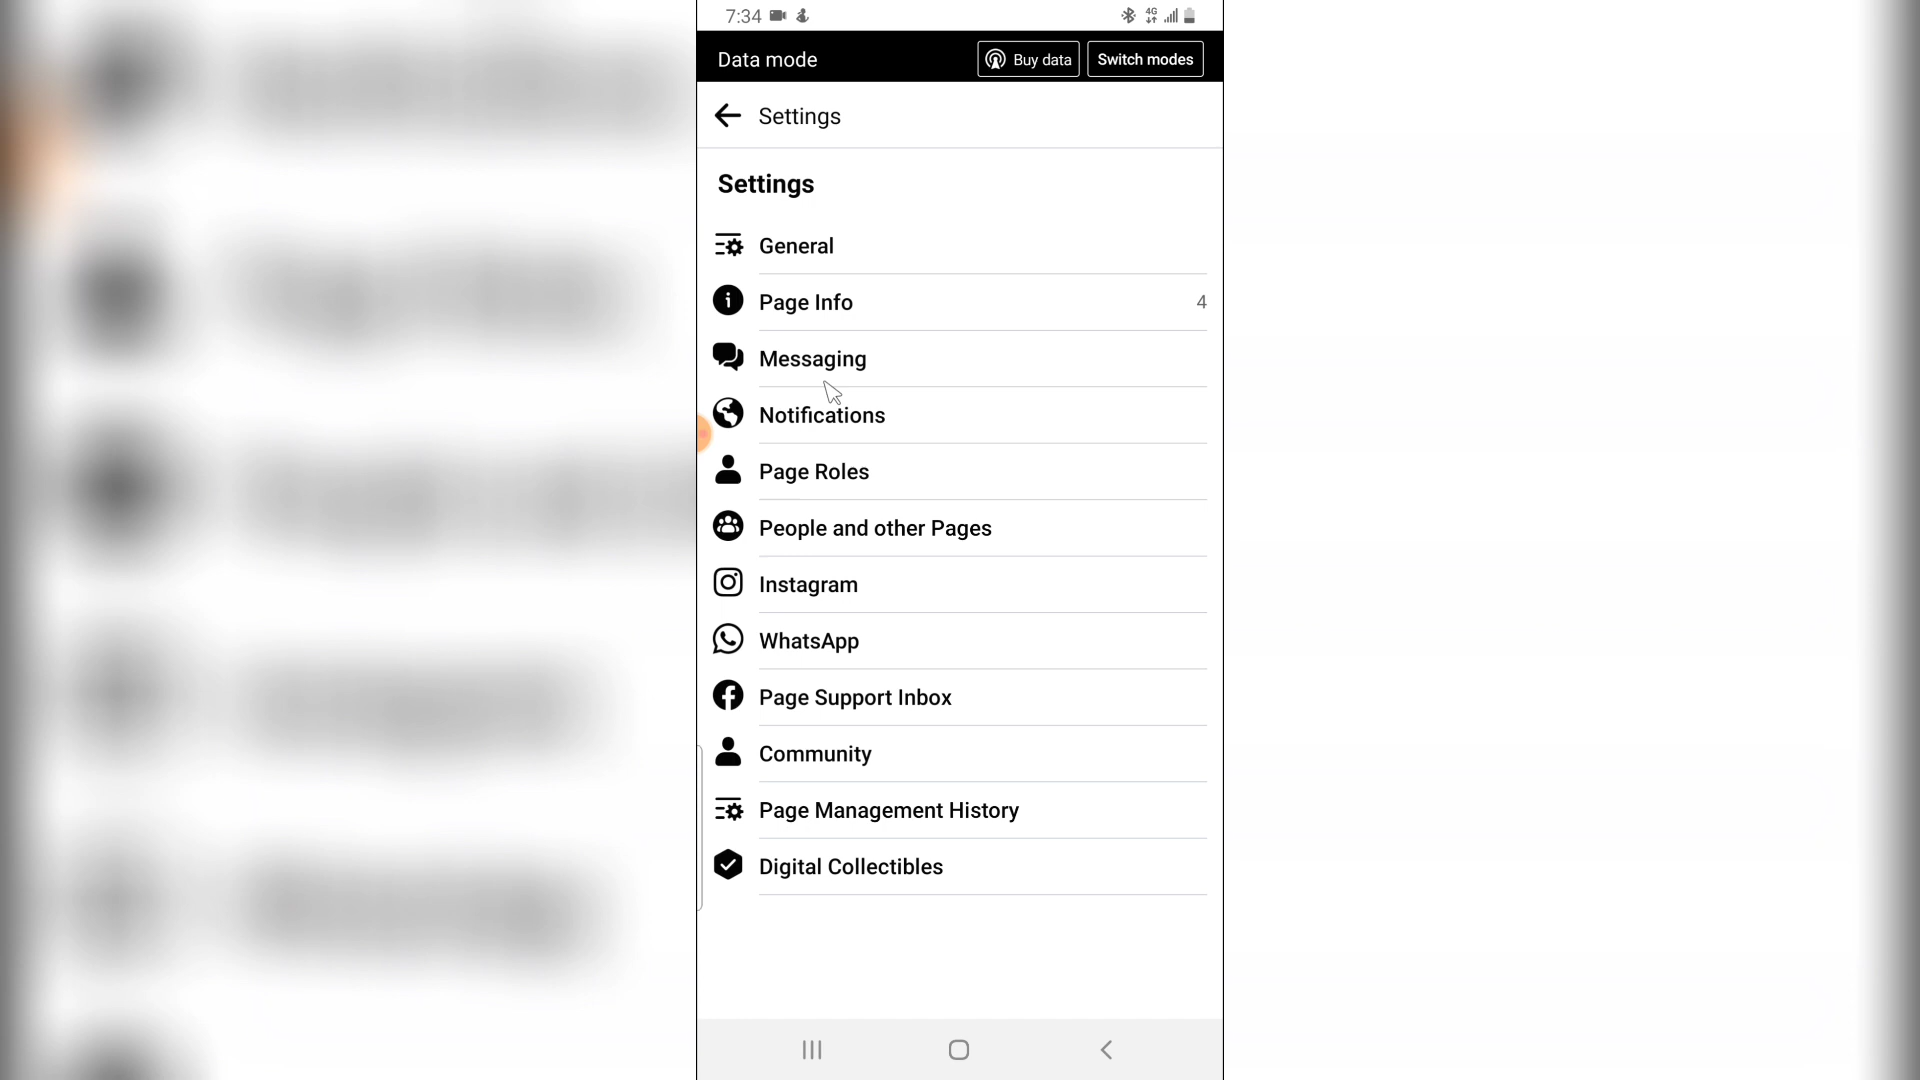 7:34 4G
Data mode Buy data Switch modes
Settings
Settings
General
Page Info 4
Messaging
Notifications
Page Roles
People and other Pages
Instagram
WhatsApp
Page Support Inbox
Community
Page Management History
Digital Collectibles